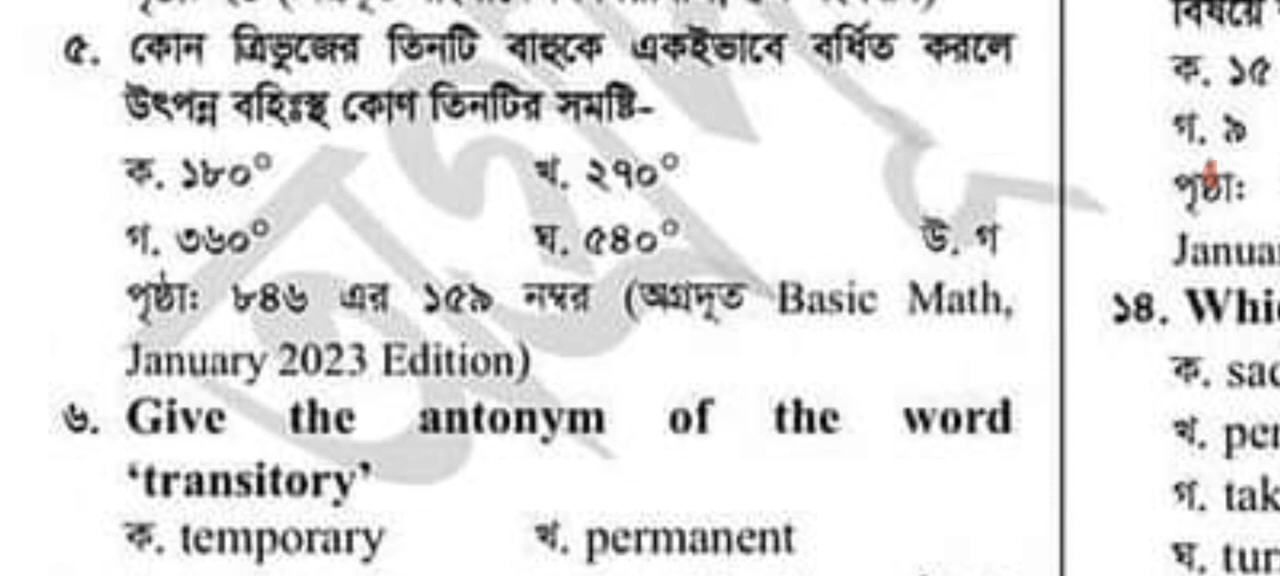 ৫. কোন ত্রিভুজের তিনটি বাহুকে একইভাবে বর্ধিত করলে
উৎপন্ন বহিঃস্থ কোণ তিনটির সমষ্টি-
ক. ১৮০° খ. ২৭০°
গ. ৩৬০° ঘ. ৫৪০° উ. গ
পৃষ্ঠাঃ ৮৪৬ এর ১৫৯ নম্বর (অগ্রদূত Basic Math,
January 2023 Edition)
৬. Give the antonym of the word
‘transitory’
ক. temporary খ. permanent
বিষয়ে
ক. ১৫
গ. ৯
পৃষ্ঠাঃ
১৪.
ক.
খ.
গ.
ঘ.